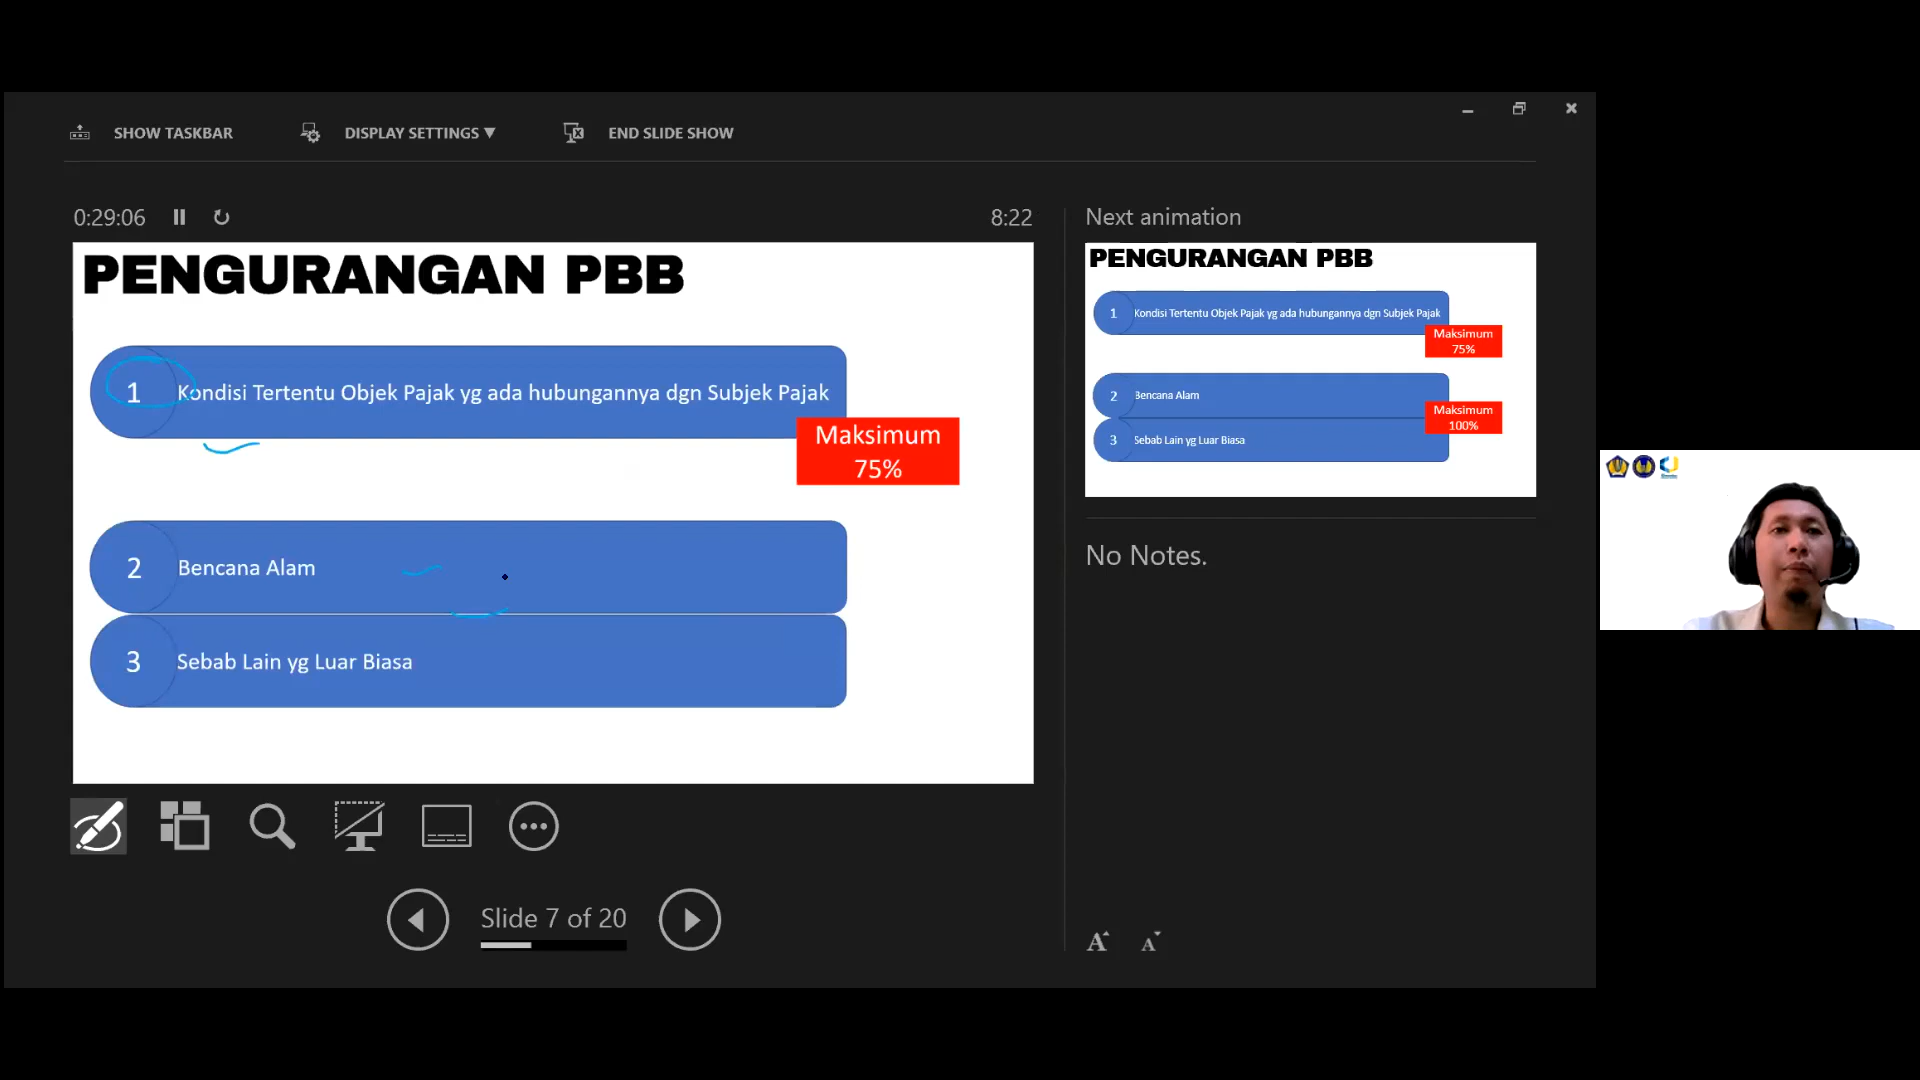 SHOW TASKBAR
DISPLAY SETTINGS ▼
END SLIDE SHOW
0:29:06
8:22
PENGURANGAN PBB
1 Kondisi Tertentu Objek Pajak yg ada hubungannya dgn Subjek Pajak
Maksimum
75%
2 Bencana Alam
3 Sebab Lain yg Luar Biasa
Slide 7 of 20
Next animation
PENGURANGAN PBB
1 Kondisi Tertentu Objek Pajak yg ada hubungannya dgn Subjek Pajak
Maksimum
75%
2 Bencana Alam
Maksimum
100%
3 Sebab Lain yg Luar Biasa
No Notes.
A A